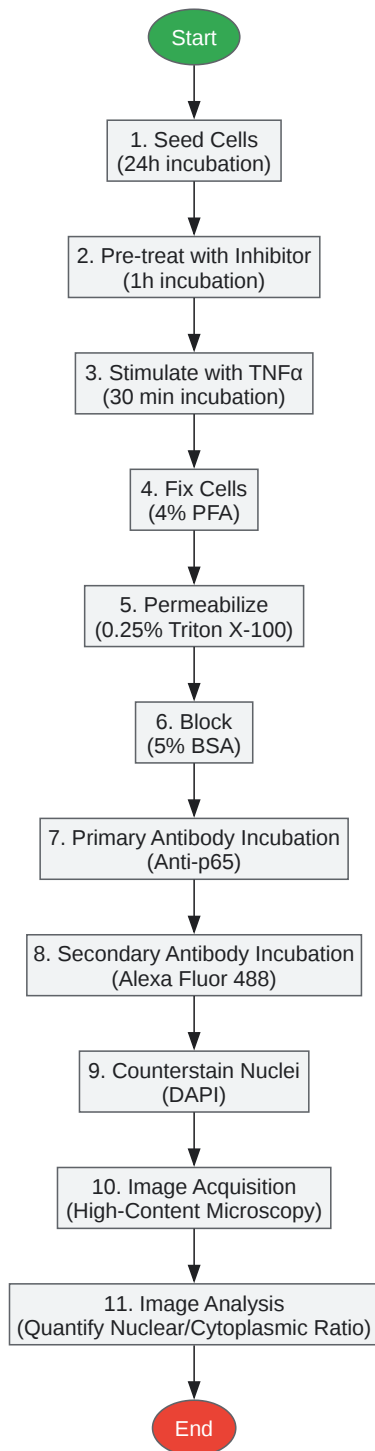 Start
1. Seed Cells
(24h incubation)
2. Pre-treat with Inhibitor
(1h incubation)
3. Stimulate with TNFα
(30 min incubation)
4. Fix Cells
(4% PFA)
5. Permeabilize
(0.25% Triton X-100)
6. Block
(5% BSA)
7. Primary Antibody Incubation
(Anti-p65)
8. Secondary Antibody Incubation
(Alexa Fluor 488)
9. Counterstain Nuclei
(DAPI)
10. Image Acquisition
(High-Content Microscopy)
11. Image Analysis
(Quantify Nuclear/Cytoplasmic Ratio)
End